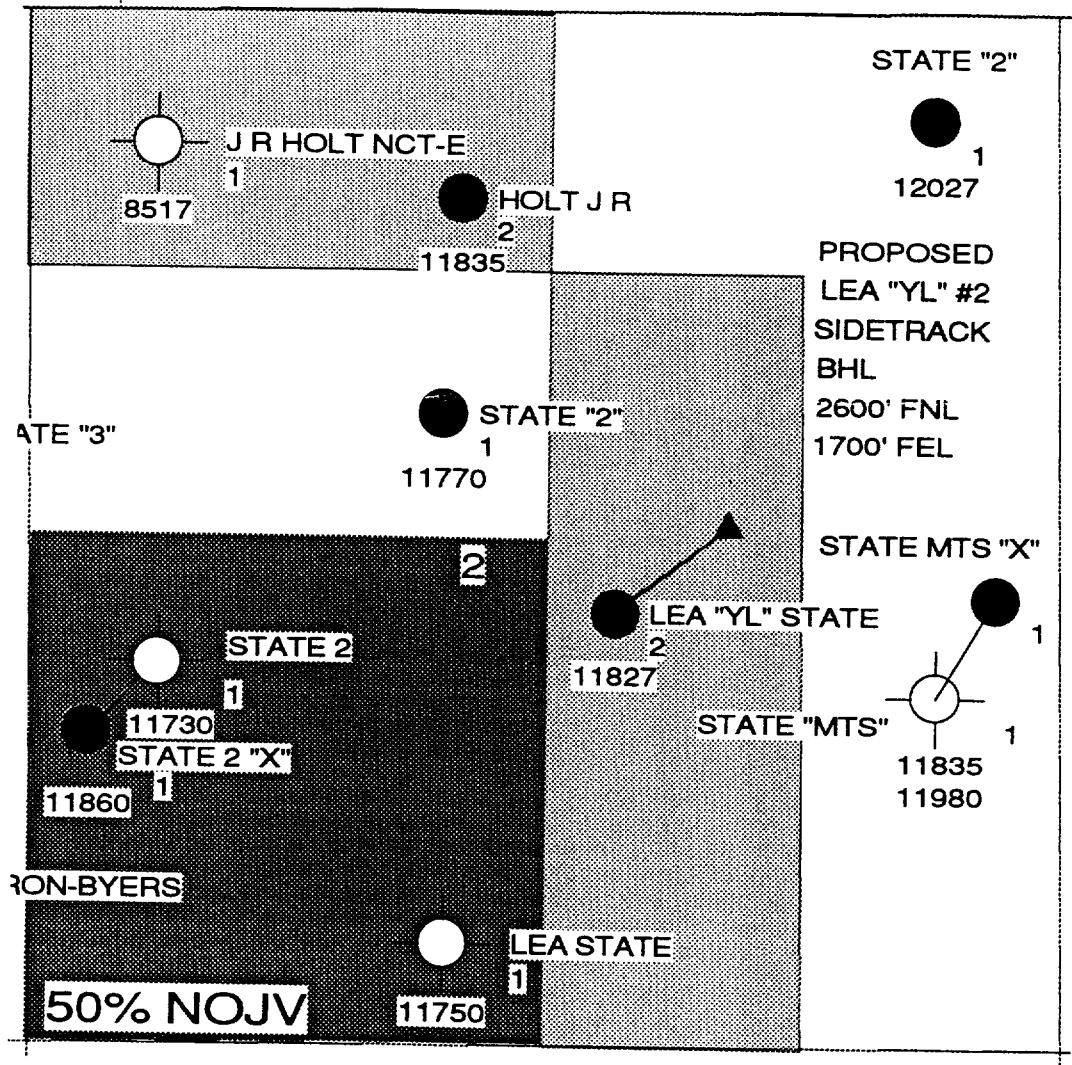 STATE "2"
1
12027
J R HOLT NCT-E
1
8517
HOLT J R
2
11835
PROPOSED
LEA "YL" #2
SIDETRACK
BHL
2600' FNL
1700' FEL
ATE "3"
STATE "2"
1
11770
2
STATE MTS "X"
1
LEA "YL" STATE
2
11827
STATE 2
1
11730
STATE 2 "X"
1
11860
STATE "MTS"
1
11835
11980
RON-BYERS
LEA STATE
1
11750
50% NOJV